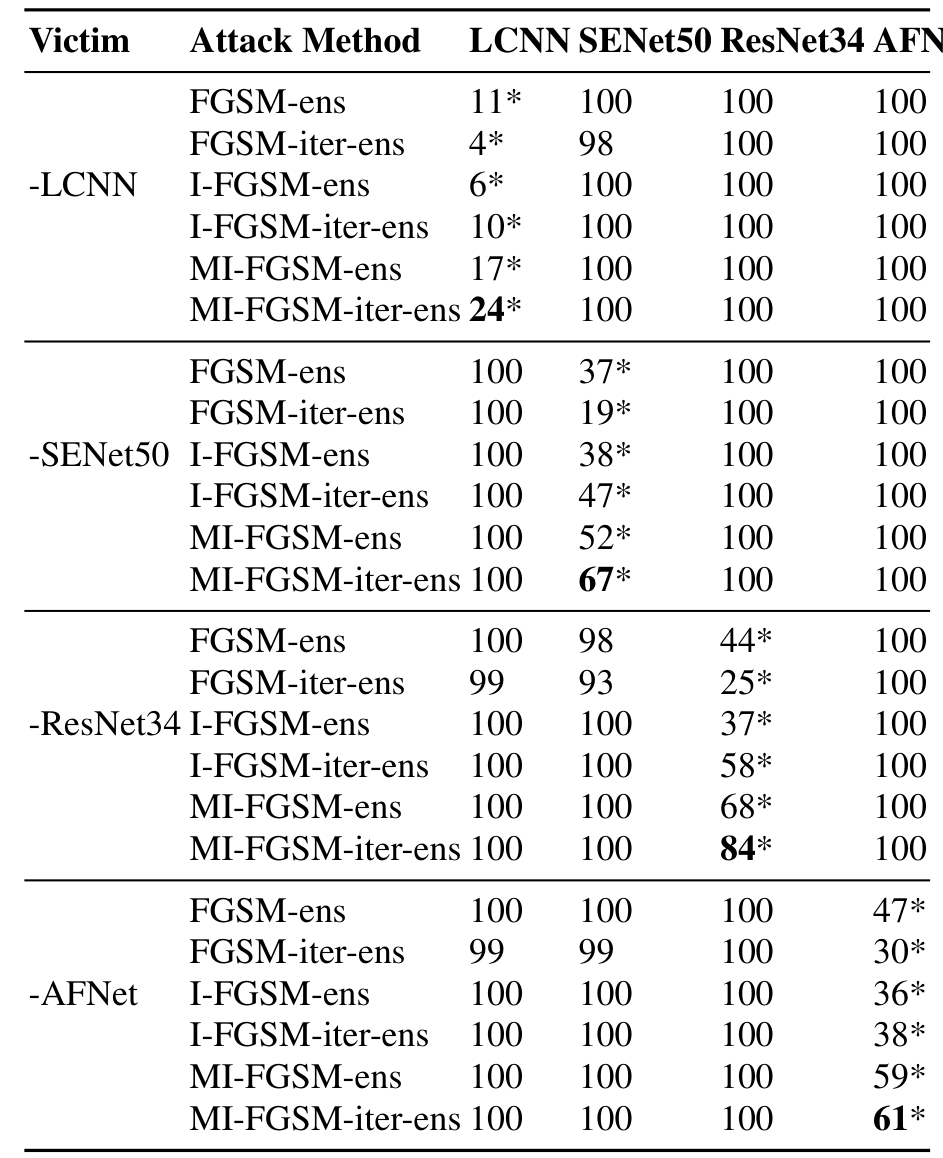 Victim Attack Method LCNN SENet50 ResNet34 AFN
FGSM-ens 11* 100 100 100
FGSM-iter-ens 4* 98 100 100
-LCNN I-FGSM-ens 6* 100 100 100
I-FGSM-iter-ens 10* 100 100 100
MI-FGSM-ens 17* 100 100 100
MI-FGSM-iter-ens 24* 100 100 100
FGSM-ens 100 37* 100 100
FGSM-iter-ens 100 19* 100 100
-SENet50 I-FGSM-ens 100 38* 100 100
I-FGSM-iter-ens 100 47* 100 100
MI-FGSM-ens 100 52* 100 100
MI-FGSM-iter-ens 100 67* 100 100
FGSM-ens 100 98 44* 100
FGSM-iter-ens 99 93 25* 100
-ResNet34 I-FGSM-ens 100 100 37* 100
I-FGSM-iter-ens 100 100 58* 100
MI-FGSM-ens 100 100 68* 100
MI-FGSM-iter-ens 100 100 84* 100
FGSM-ens 100 100 100 47*
FGSM-iter-ens 99 99 100 30*
-AFNet I-FGSM-ens 100 100 100 36*
I-FGSM-iter-ens 100 100 100 38*
MI-FGSM-ens 100 100 100 59*
MI-FGSM-iter-ens 100 100 100 61*